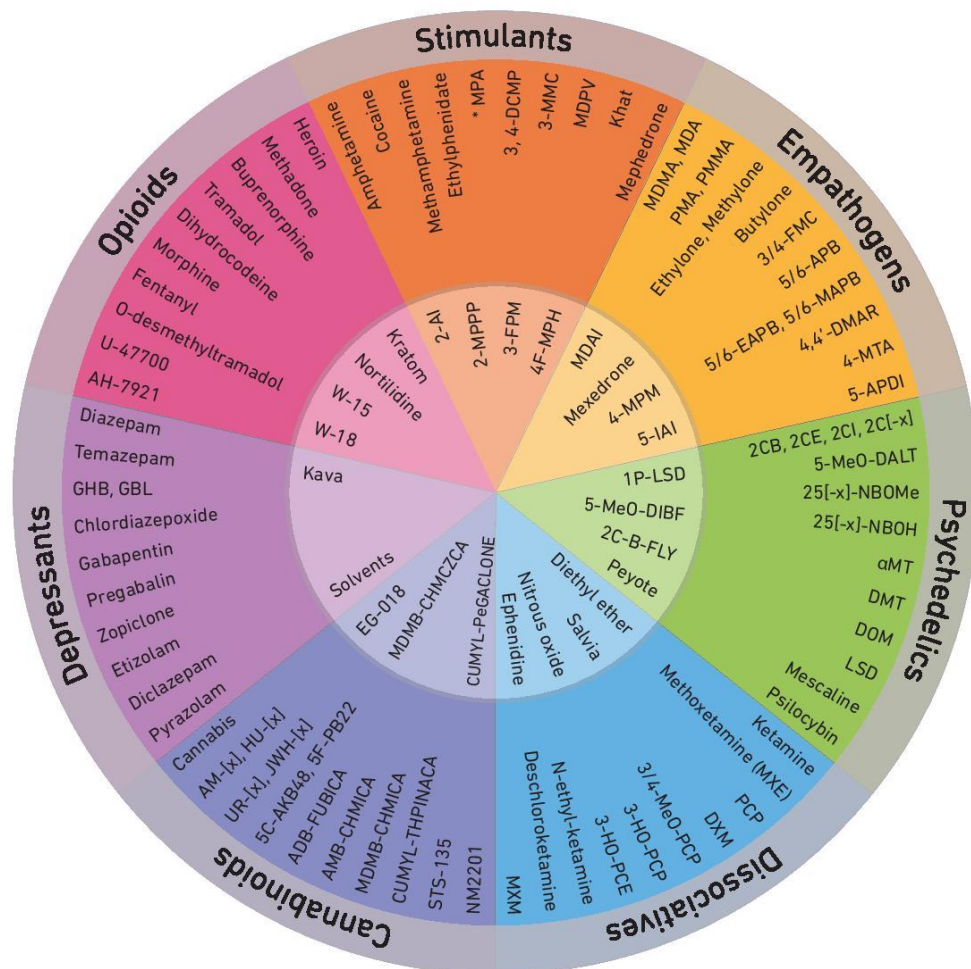 Stimulants
Amphetamine
Cocaine
Methamphetamine
Ethylphenidate
* MPA
3, 4-DCMP
3-MMC
MDPV
Khat
Mephedrone
2-AI
2-MPPP
3-FPM
4F-MPH
Empathogens
MDMA, MDA
PMA, PMMA
Ethylone, Methylone
Butylone
3/4-FMC
5/6-APB
5/6-EAPB, 5/6-MAPB
4,4'-DMAR
4-MTA
5-APDI
MDAI
Mexedrone
4-MPM
5-IAI
Psychedelics
2CB, 2CE, 2CI, 2C[-x]
5-MeO-DALT
25[-x]-NBOMe
25[-x]-NBOH
αMT
DMT
DOM
LSD
Mescaline
Psilocybin
1P-LSD
5-MeO-DIBF
2C-B-FLY
Peyote
Dissociatives
Ketamine
Methoxetamine (MXE)
PCP
DXM
3/4-MeO-PCP
3-HO-PCP
3-HO-PCE
N-ethyl-ketamine
Deschloroketamine
MXM
Diethyl ether
Salvia
Nitrous oxide
Ephenidine
Cannabinoids
Cannabis
AM-[x], HU-[x]
UR-[x], JWH-[x]
5C-AKB48, 5F-PB22
ADB-FUBICA
AMB-CHMICA
MDMB-CHMICA
CUMYL-THPINACA
STS-135
NM2201
EG-018
MDMB-CHMCZCA
CUMYL-PeGACLONE
Depressants
Diazepam
Temazepam
GHB, GBL
Chlordiazepoxide
Gabapentin
Pregabalin
Zopiclone
Etizolam
Diclazepam
Pyrazolam
Kava
Solvents
Opioids
Heroin
Methadone
Buprenorphine
Tramadol
Dihydrocodeine
Morphine
Fentanyl
O-desmethyltramadol
U-47700
AH-7921
Kratom
Nortilidine
W-15
W-18